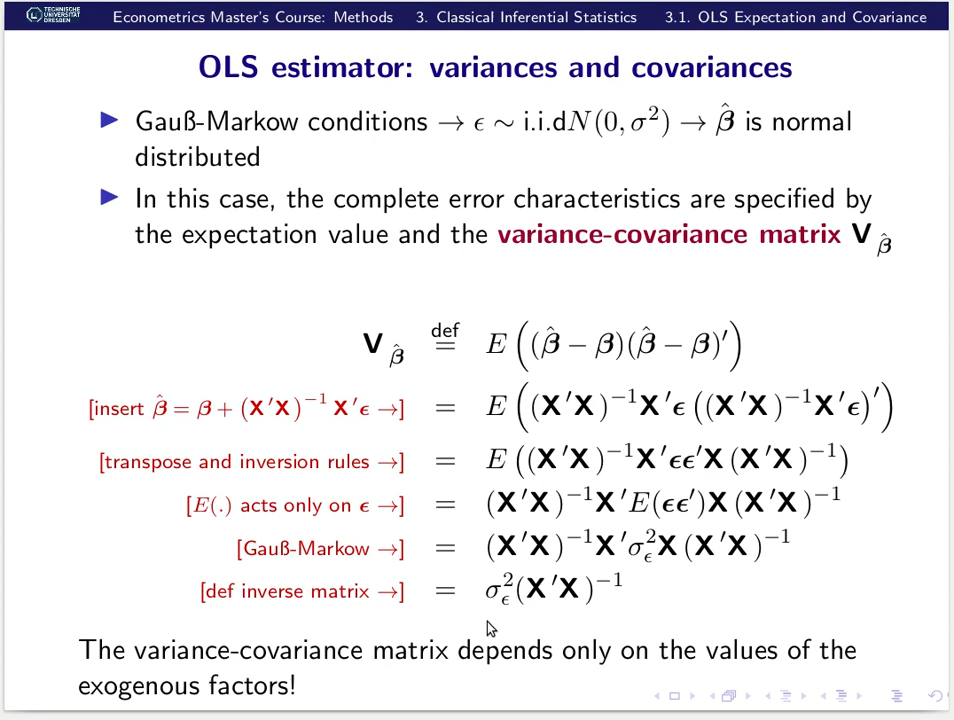 TECHNISCHE
UNIVERSITÄT
DRESDEN
Econometrics Master's Course: Methods 3. Classical Inferential Statistics 3.1. OLS Expectation and Covariance
OLS estimator: variances and covariances
▶ Gauß-Markow conditions → ϵ ∼ i.i.dN(0, σ²) → β̂ is normal
distributed
▶ In this case, the complete error characteristics are specified by
the expectation value and the variance-covariance matrix V_β̂
V_β̂ def= E((β̂ − β)(β̂ − β)′)
[insert β̂ = β + (X′X)⁻¹ X′ϵ →] = E((X′X)⁻¹X′ϵ ((X′X)⁻¹X′ϵ)′)
[transpose and inversion rules →] = E((X′X)⁻¹X′ϵϵ′X(X′X)⁻¹)
[E(.) acts only on ϵ →] = (X′X)⁻¹X′E(ϵϵ′)X(X′X)⁻¹
[Gauß-Markow →] = (X′X)⁻¹X′σ²_ϵX(X′X)⁻¹
[def inverse matrix →] = σ²_ϵ(X′X)⁻¹
The variance-covariance matrix depends only on the values of the
exogenous factors!